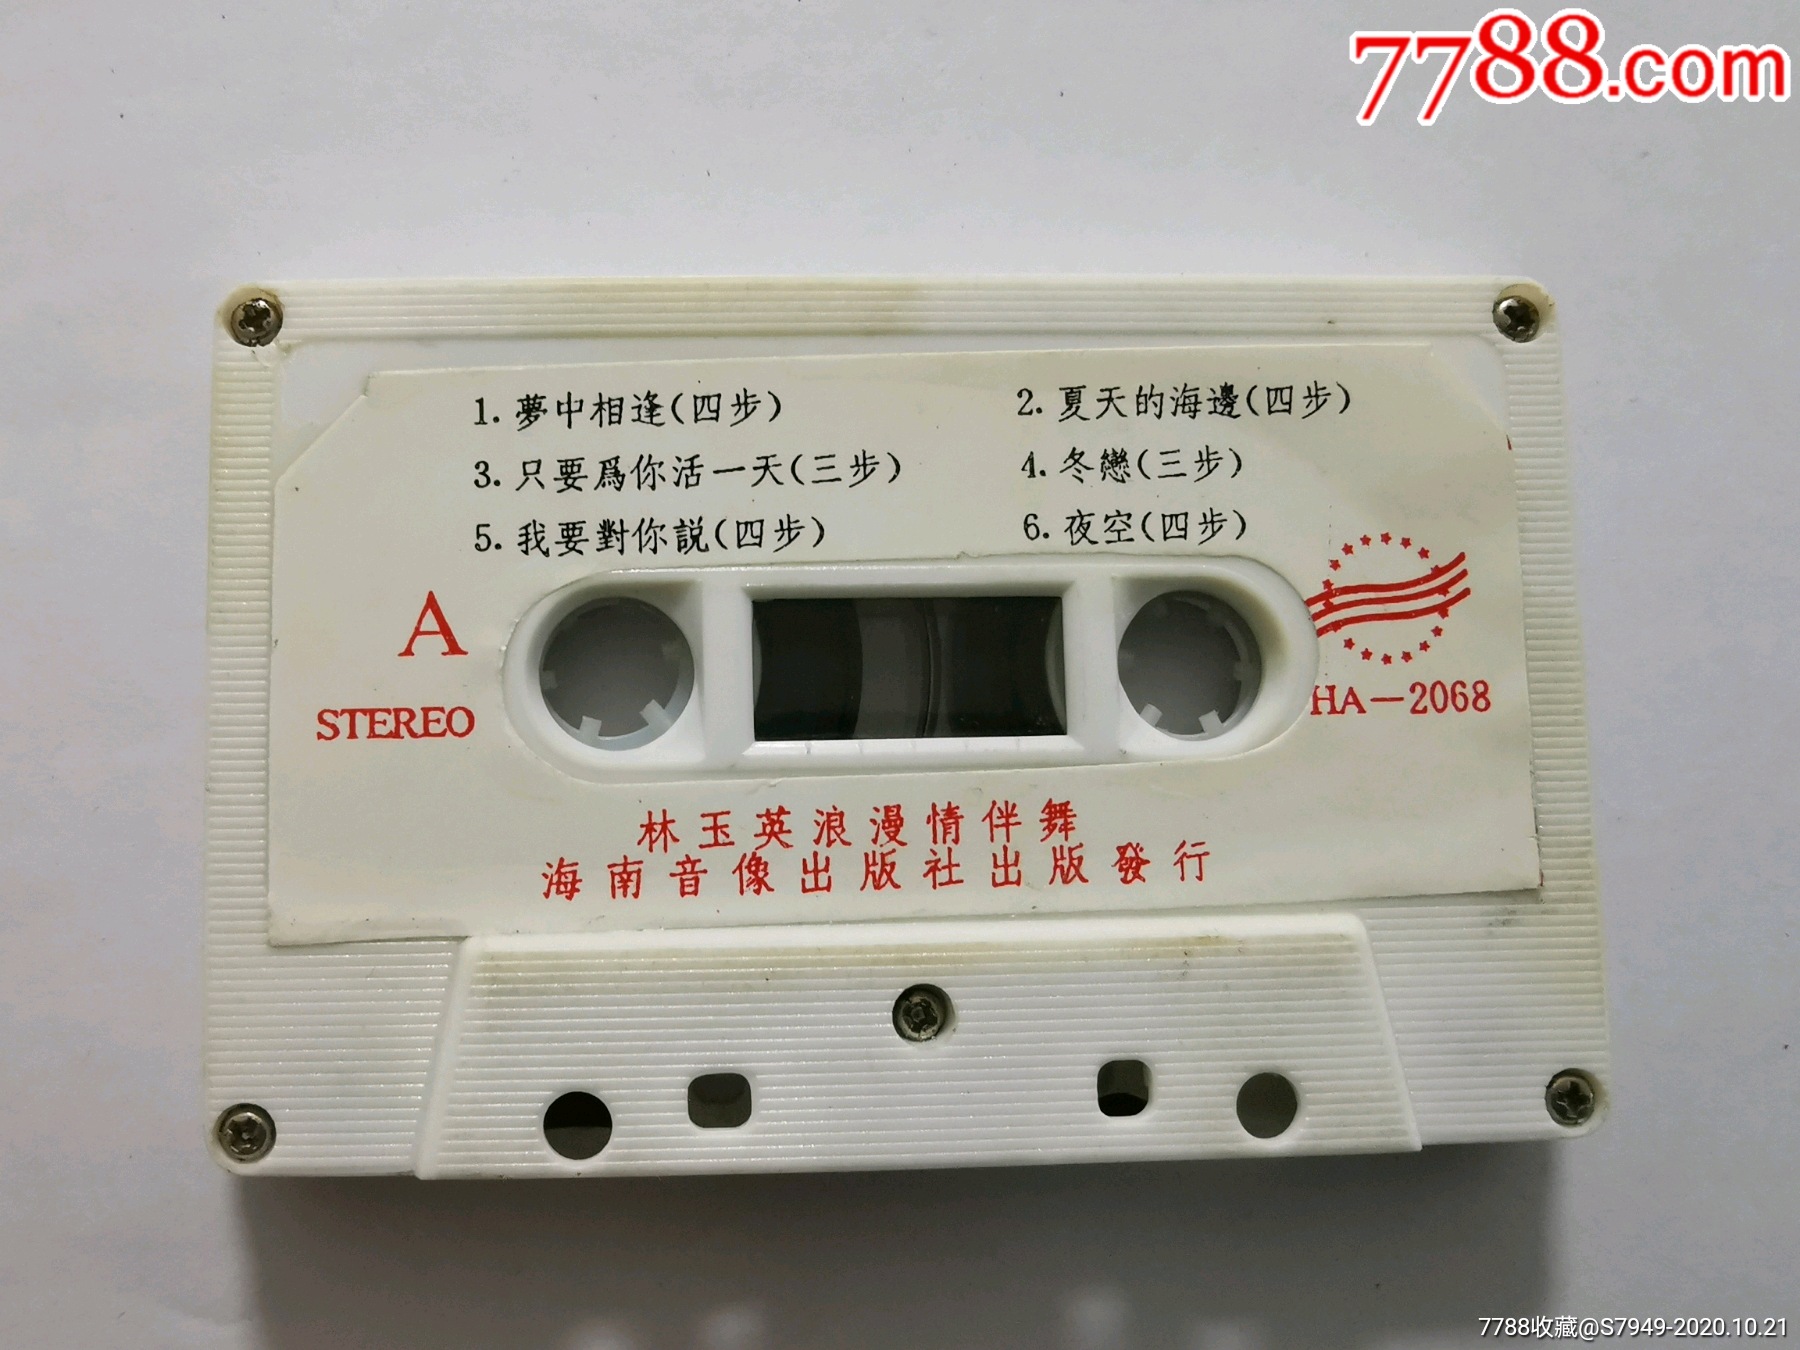 7788.com
1. 夢中相逢(四步) 2. 夏天的海邊(四步)
3. 只要爲你活一天(三步) 4. 冬戀(三步)
5. 我要對你説(四步) 6. 夜空(四步)
A
STEREO
HA-2068
林玉英浪漫情伴舞
海南音像出版社出版發行
7788收藏@S7949-2020.10.21